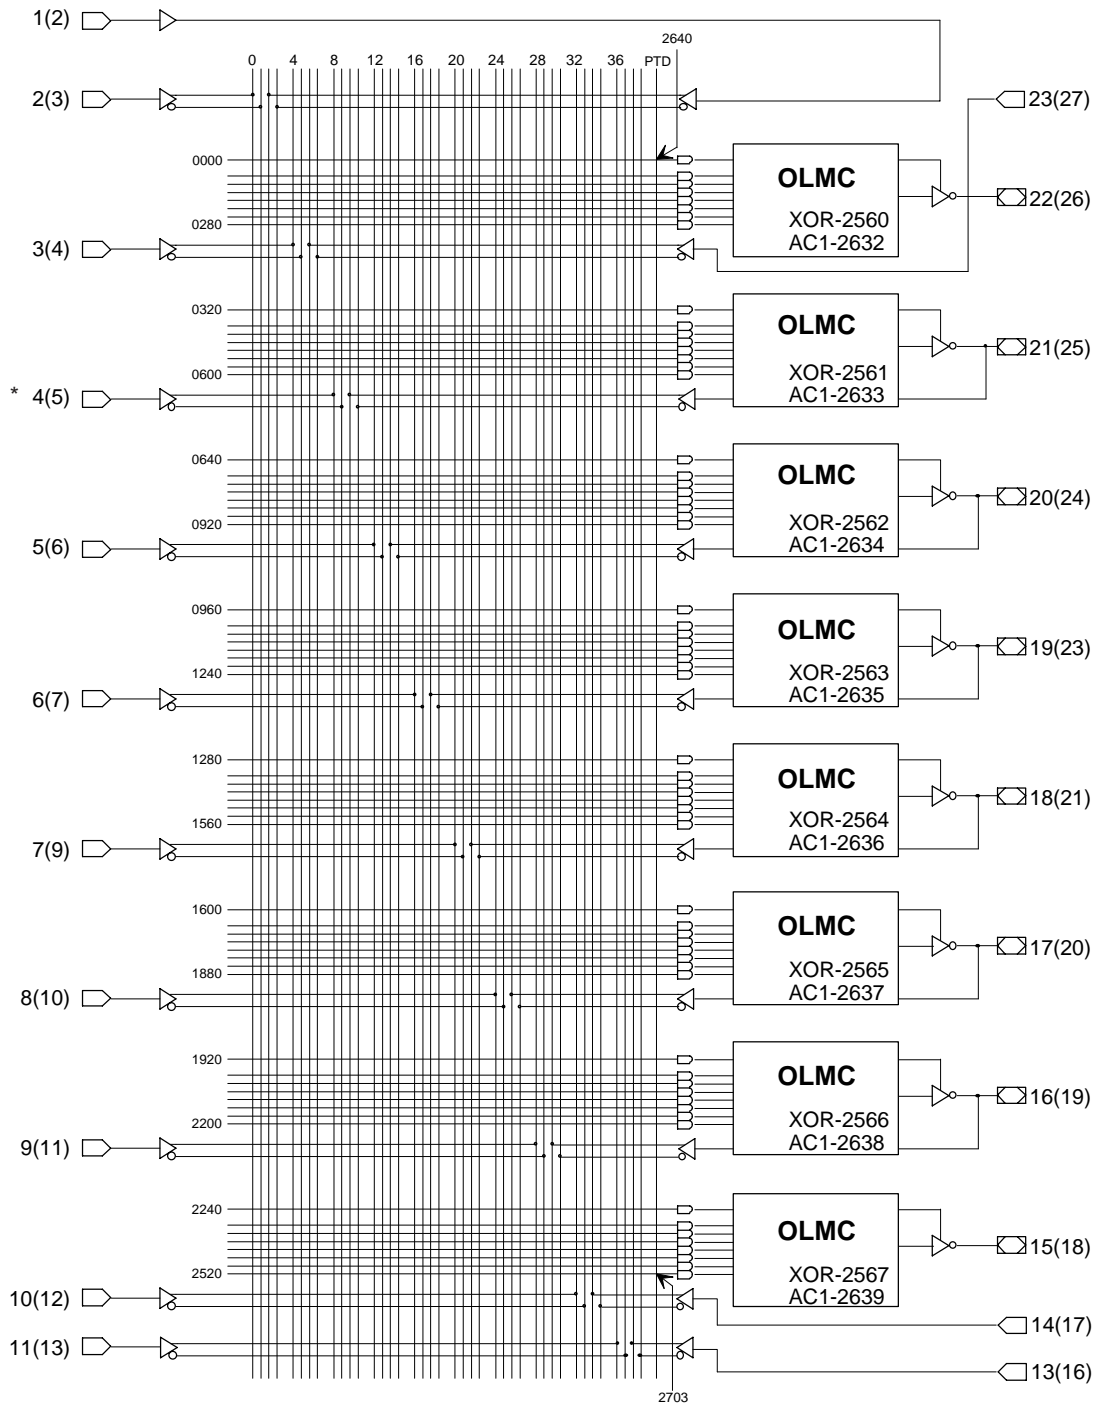 1(2)
2640
0 4 8 12 16 20 24 28 32 36 PTD
2(3)
23(27)
0000
OLMC
XOR-2560
22(26)
0280
AC1-2632
3(4)
0320
OLMC
21(25)
XOR-2561
0600
AC1-2633
* 4(5)
0640
OLMC
20(24)
XOR-2562
0920
AC1-2634
5(6)
0960
OLMC
19(23)
XOR-2563
1240
AC1-2635
6(7)
1280
OLMC
18(21)
XOR-2564
1560
AC1-2636
7(9)
1600
OLMC
17(20)
XOR-2565
1880
AC1-2637
8(10)
1920
OLMC
16(19)
XOR-2566
2200
AC1-2638
9(11)
2240
OLMC
15(18)
XOR-2567
2520
AC1-2639
10(12)
14(17)
11(13)
13(16)
2703